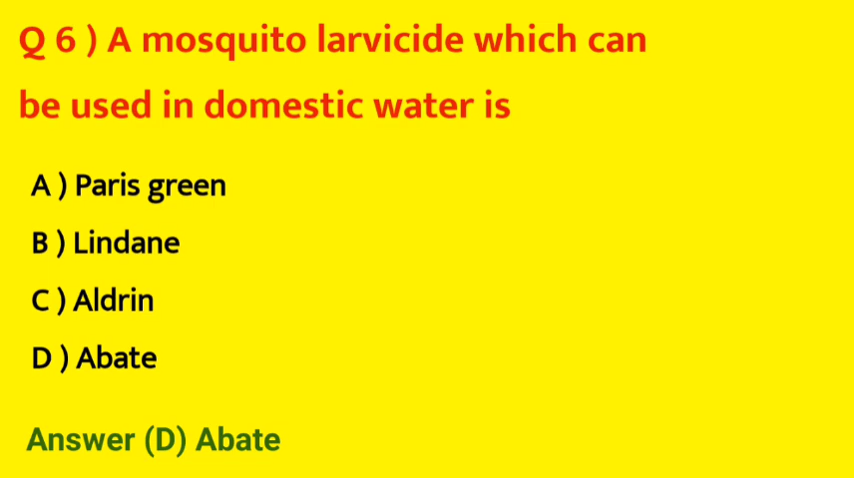 Q 6 ) A mosquito larvicide which can
be used in domestic water is
A ) Paris green
B ) Lindane
C ) Aldrin
D ) Abate
Answer (D) Abate